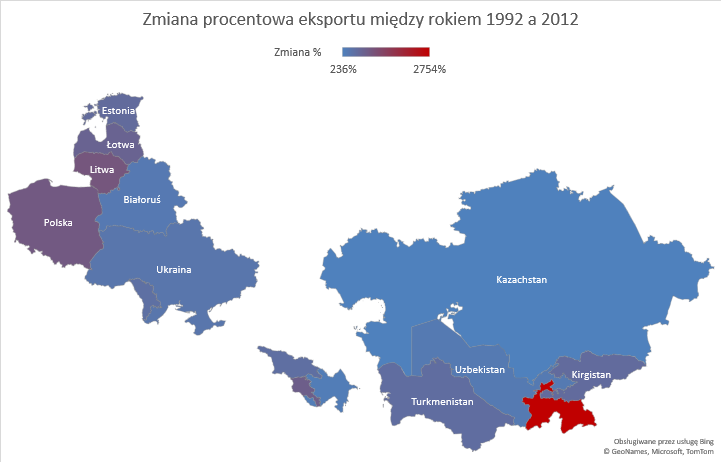 Zmiana procentowa eksportu między rokiem 1992 a 2012
Zmiana %
236% 2754%
Estonia
Łotwa
Litwa
Białoruś
Polska
Ukraina
Kazachstan
Uzbekistan
Kirgistan
Turkmenistan
Obsługiwane przez usługę Bing
© GeoNames, Microsoft, TomTom